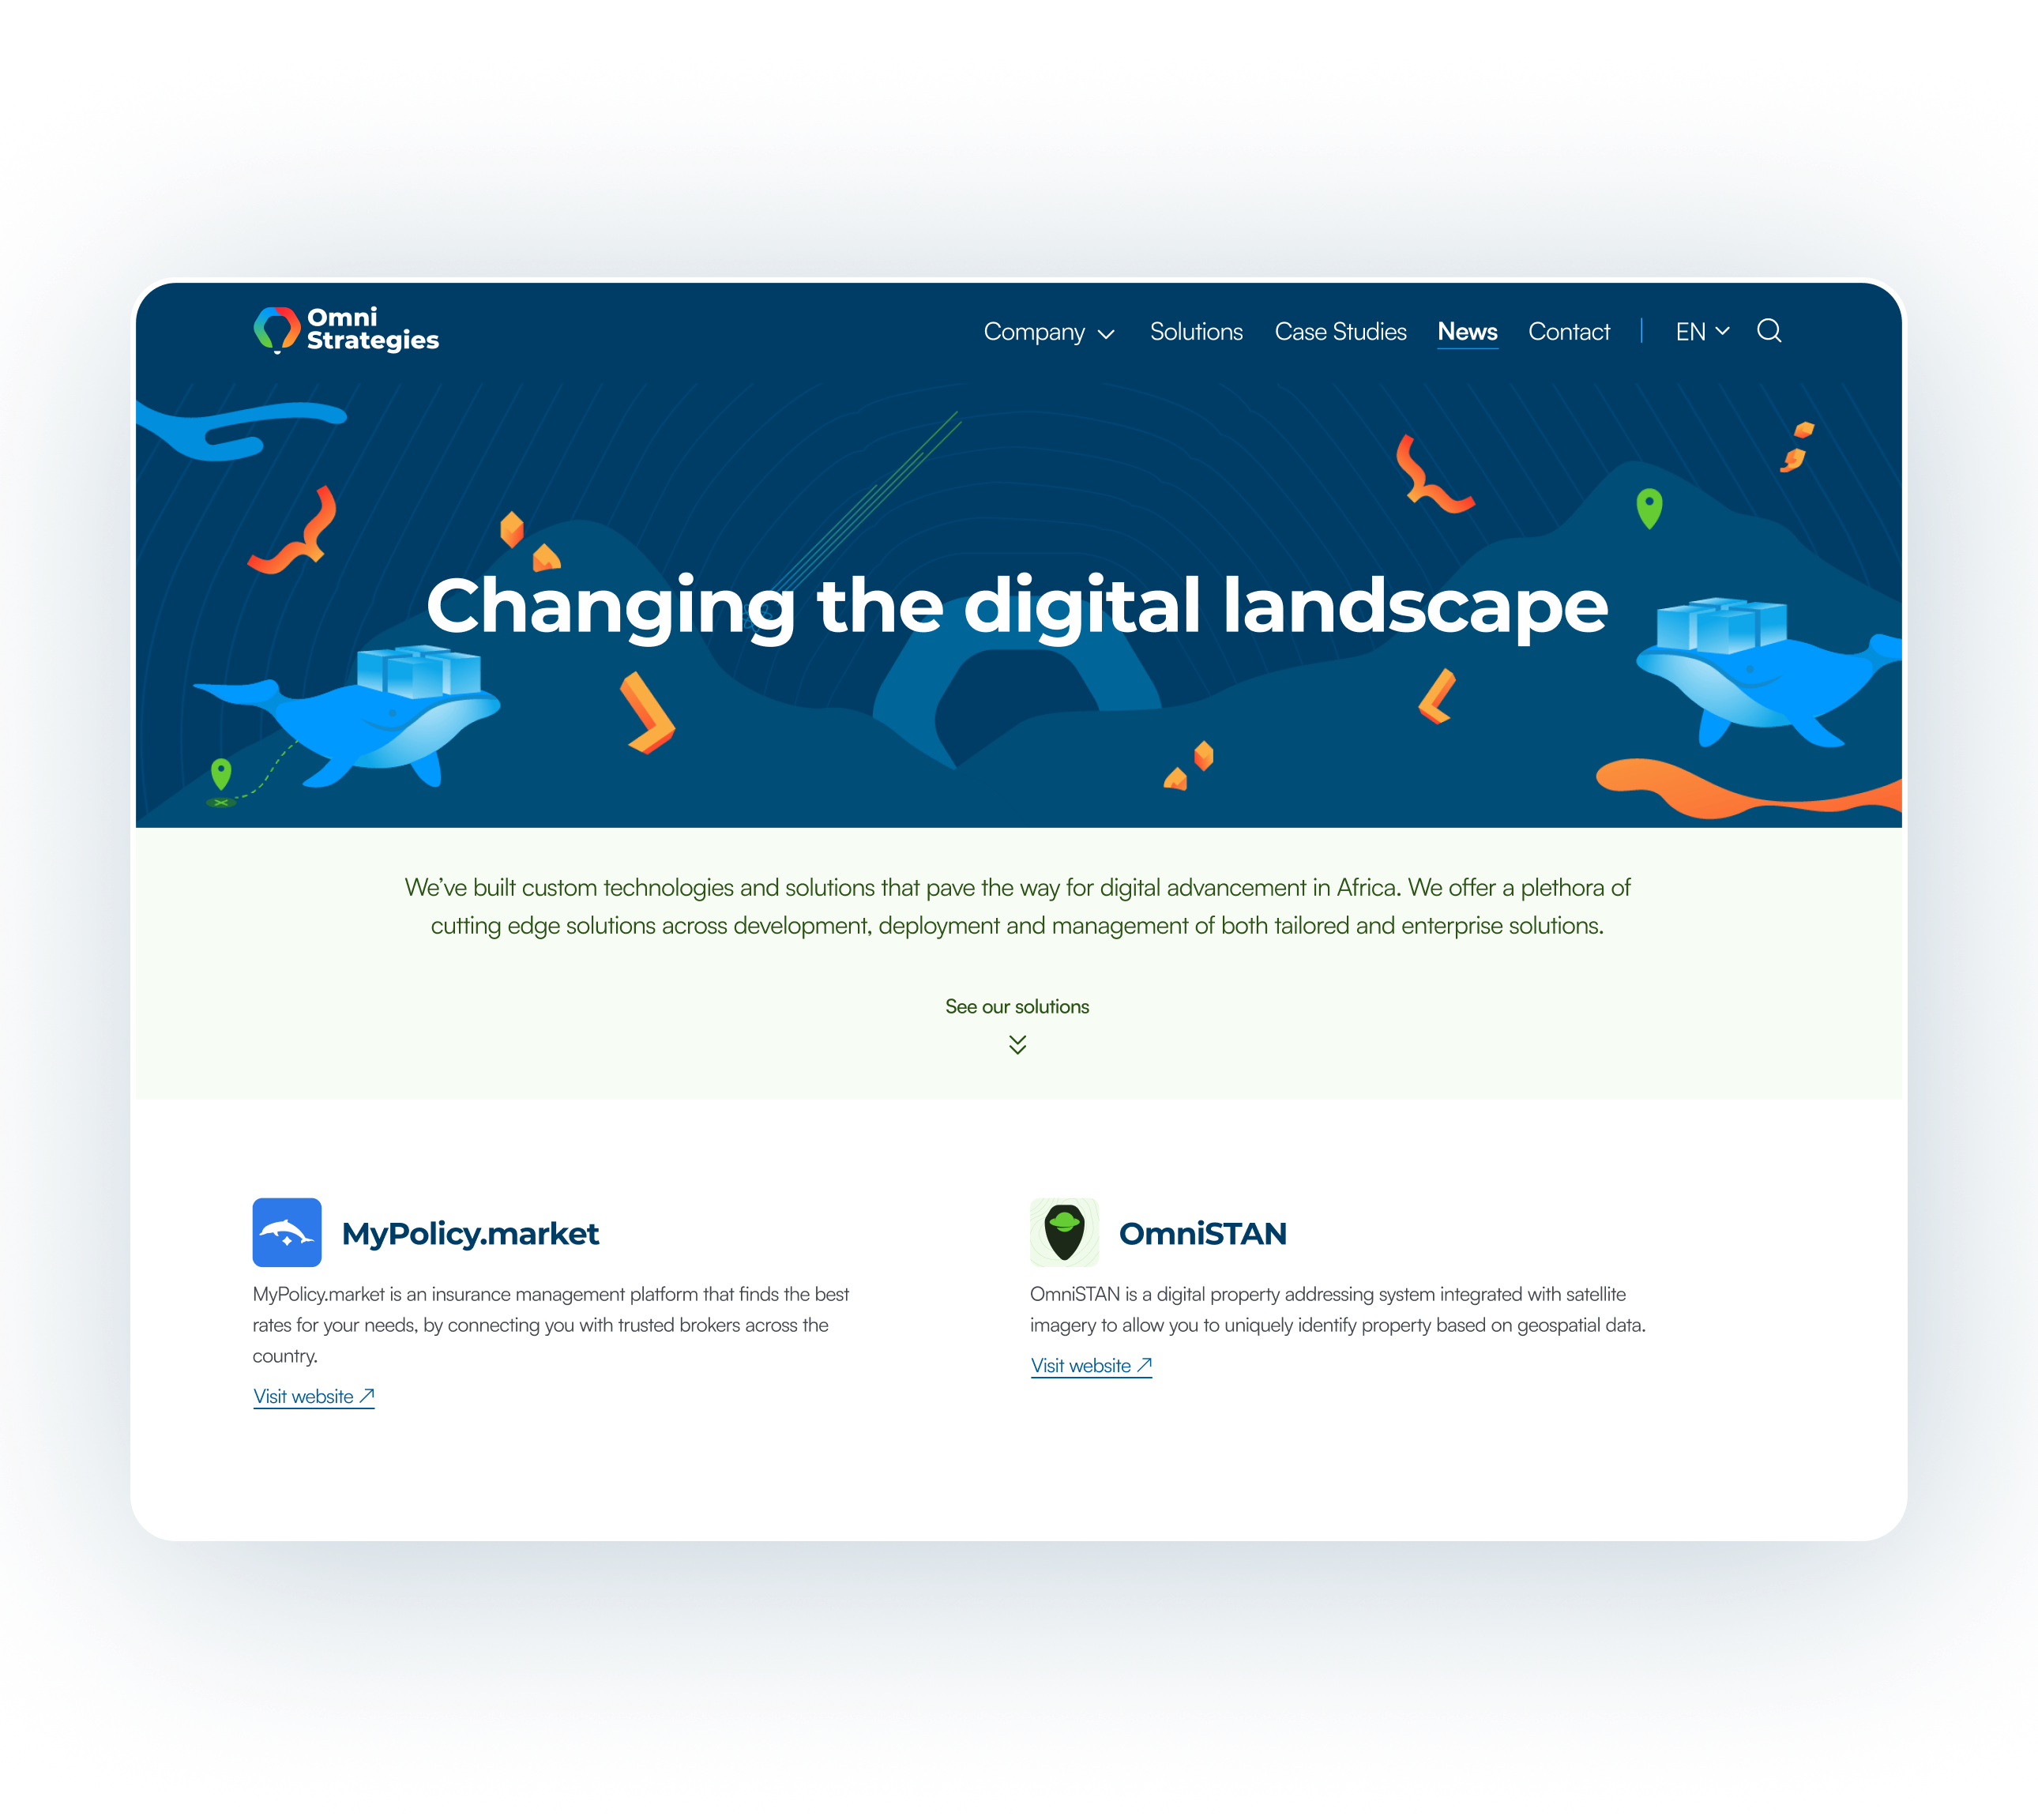 Omni
Strategies
Company
Solutions
Case Studies
News
Contact
EN
Changing the digital landscape
We’ve built custom technologies and solutions that pave the way for digital advancement in Africa. We offer a plethora of
cutting edge solutions across development, deployment and management of both tailored and enterprise solutions.
See our solutions
MyPolicy.market
MyPolicy.market is an insurance management platform that finds the best
rates for your needs, by connecting you with trusted brokers across the
country.
Visit website
OmniSTAN
OmniSTAN is a digital property addressing system integrated with satellite
imagery to allow you to uniquely identify property based on geospatial data.
Visit website